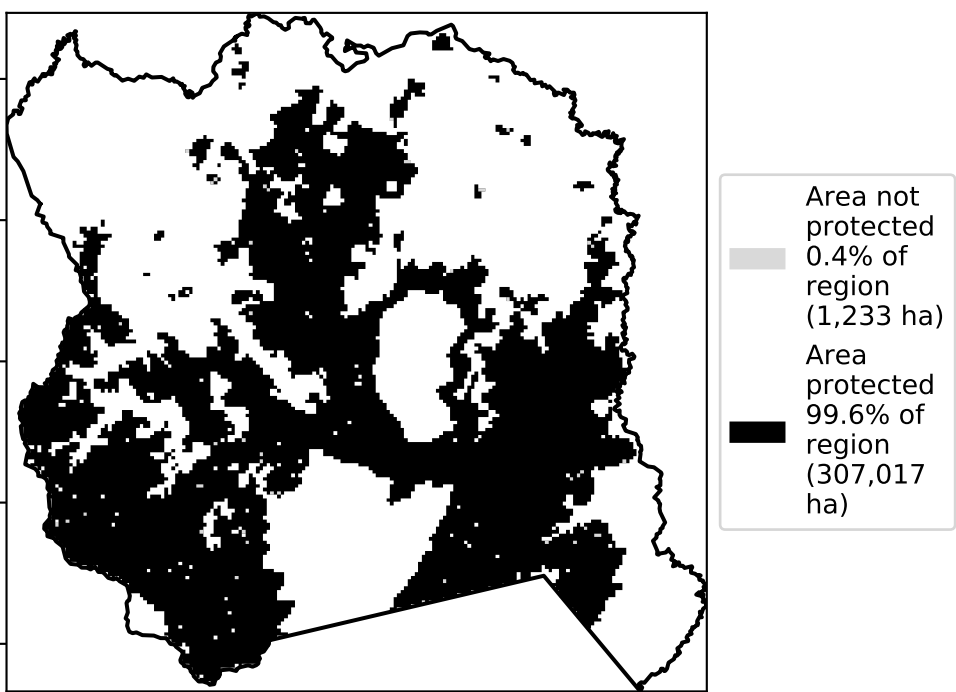 Area not
protected
0.4% of
region
(1,233 ha)
Area
protected
99.6% of
region
(307,017
ha)